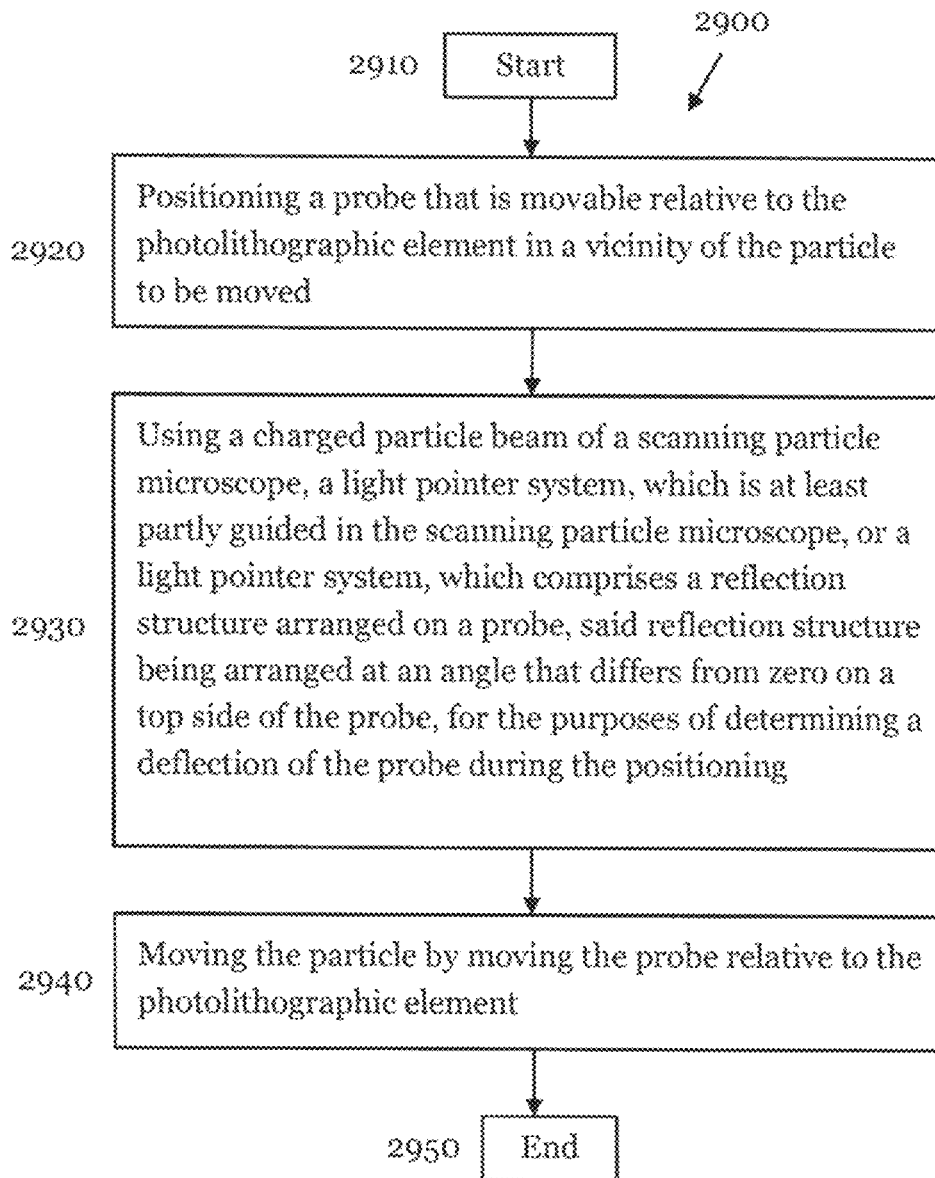 2900
2910
Start
2920
Positioning a probe that is movable relative to the
photolithographic element in a vicinity of the particle
to be moved
2930
Using a charged particle beam of a scanning particle
microscope, a light pointer system, which is at least
partly guided in the scanning particle microscope, or a
light pointer system, which comprises a reflection
structure arranged on a probe, said reflection structure
being arranged at an angle that differs from zero on a
top side of the probe, for the purposes of determining a
deflection of the probe during the positioning
2940
Moving the particle by moving the probe relative to the
photolithographic element
2950
End